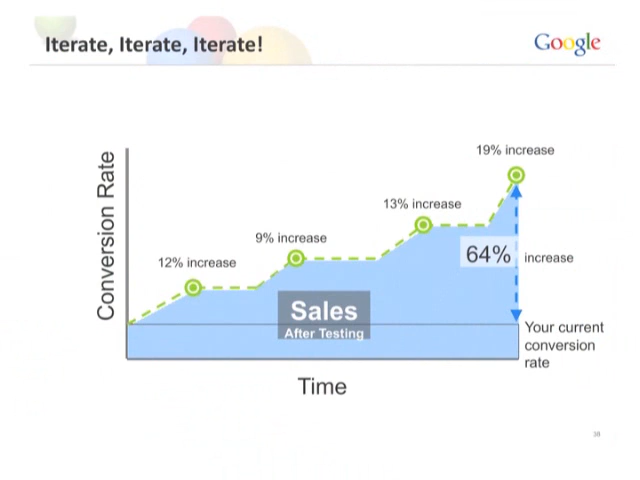 Iterate, Iterate, Iterate!
Google
19% increase
13% increase
9% increase
12% increase
64% increase
Sales
After Testing
Your current
conversion
rate
Conversion Rate
Time
38